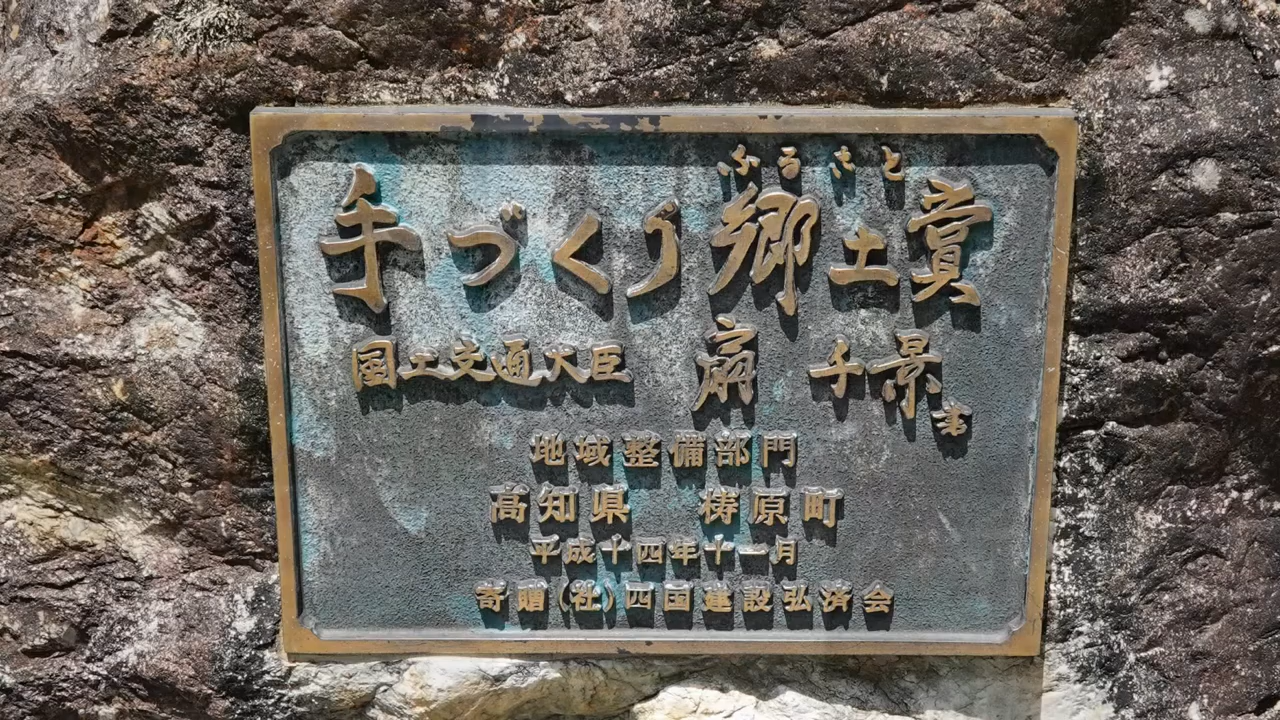 ふるさと
手づくり郷土賞
国土交通大臣 扇 千景 書
地域整備部門
高知県 梼原町
平成十四年十一月
寄贈(社)四国建設弘済会